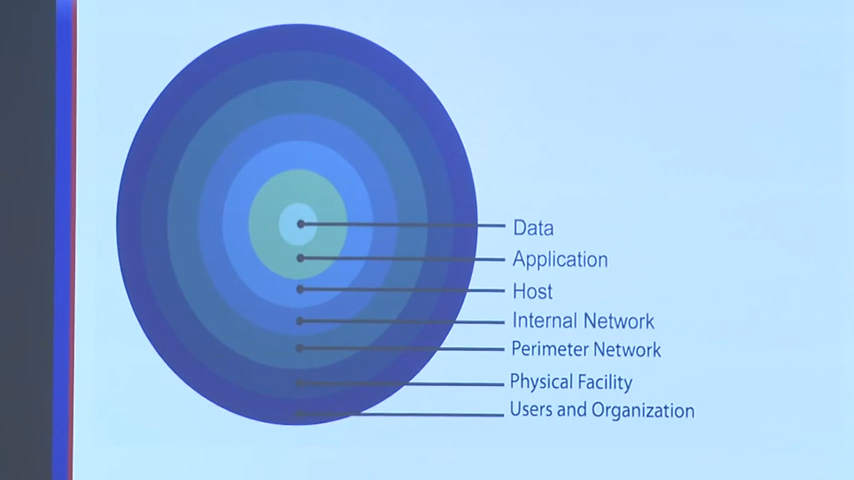 Data
Application
Host
Internal Network
Perimeter Network
Physical Facility
Users and Organization